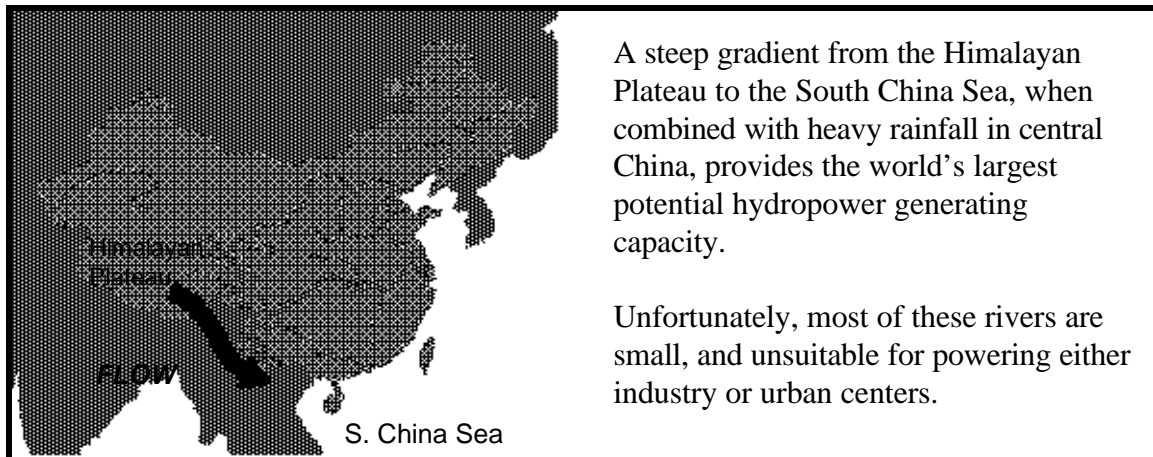 Himalayan
Plateau
FLOW
S. China Sea
A steep gradient from the Himalayan
Plateau to the South China Sea, when
combined with heavy rainfall in central
China, provides the world’s largest
potential hydropower generating
capacity.
Unfortunately, most of these rivers are
small, and unsuitable for powering either
industry or urban centers.